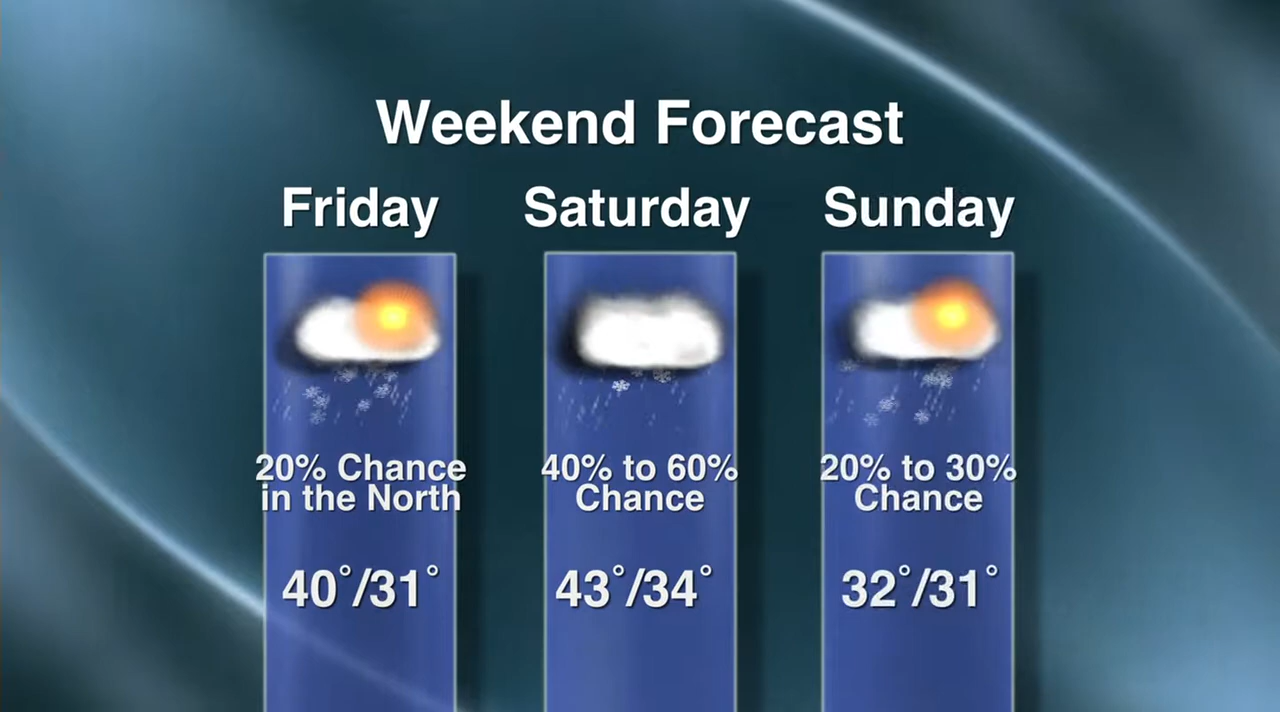 Weekend Forecast
Friday
Saturday
Sunday
20% Chance
in the North
40% to 60%
Chance
20% to 30%
Chance
40°/31°
43°/34°
32°/31°